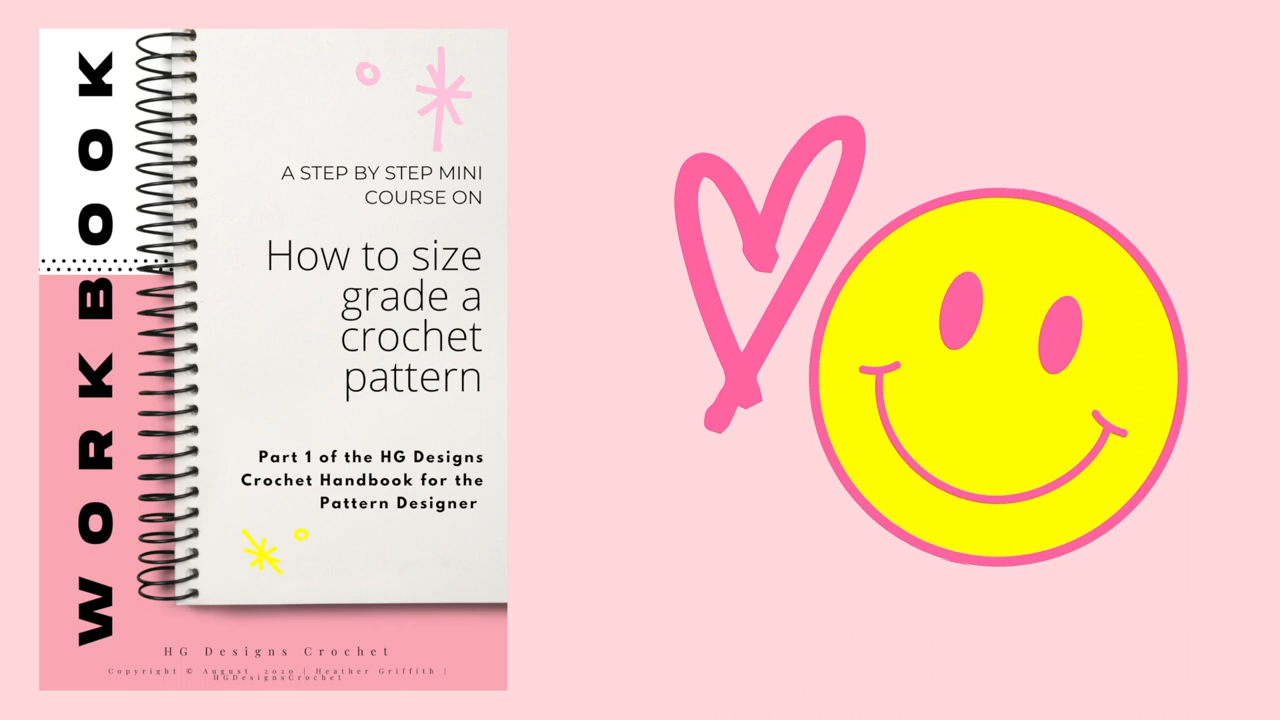 WORKBOOK
A STEP BY STEP MINI
COURSE ON
How to size
grade a
crochet
pattern
Part 1 of the HG Designs
Crochet Handbook for the
Pattern Designer
HG Designs Crochet
Copyright © August 2020 | Heather Griffith |
HGDesignsCrochet